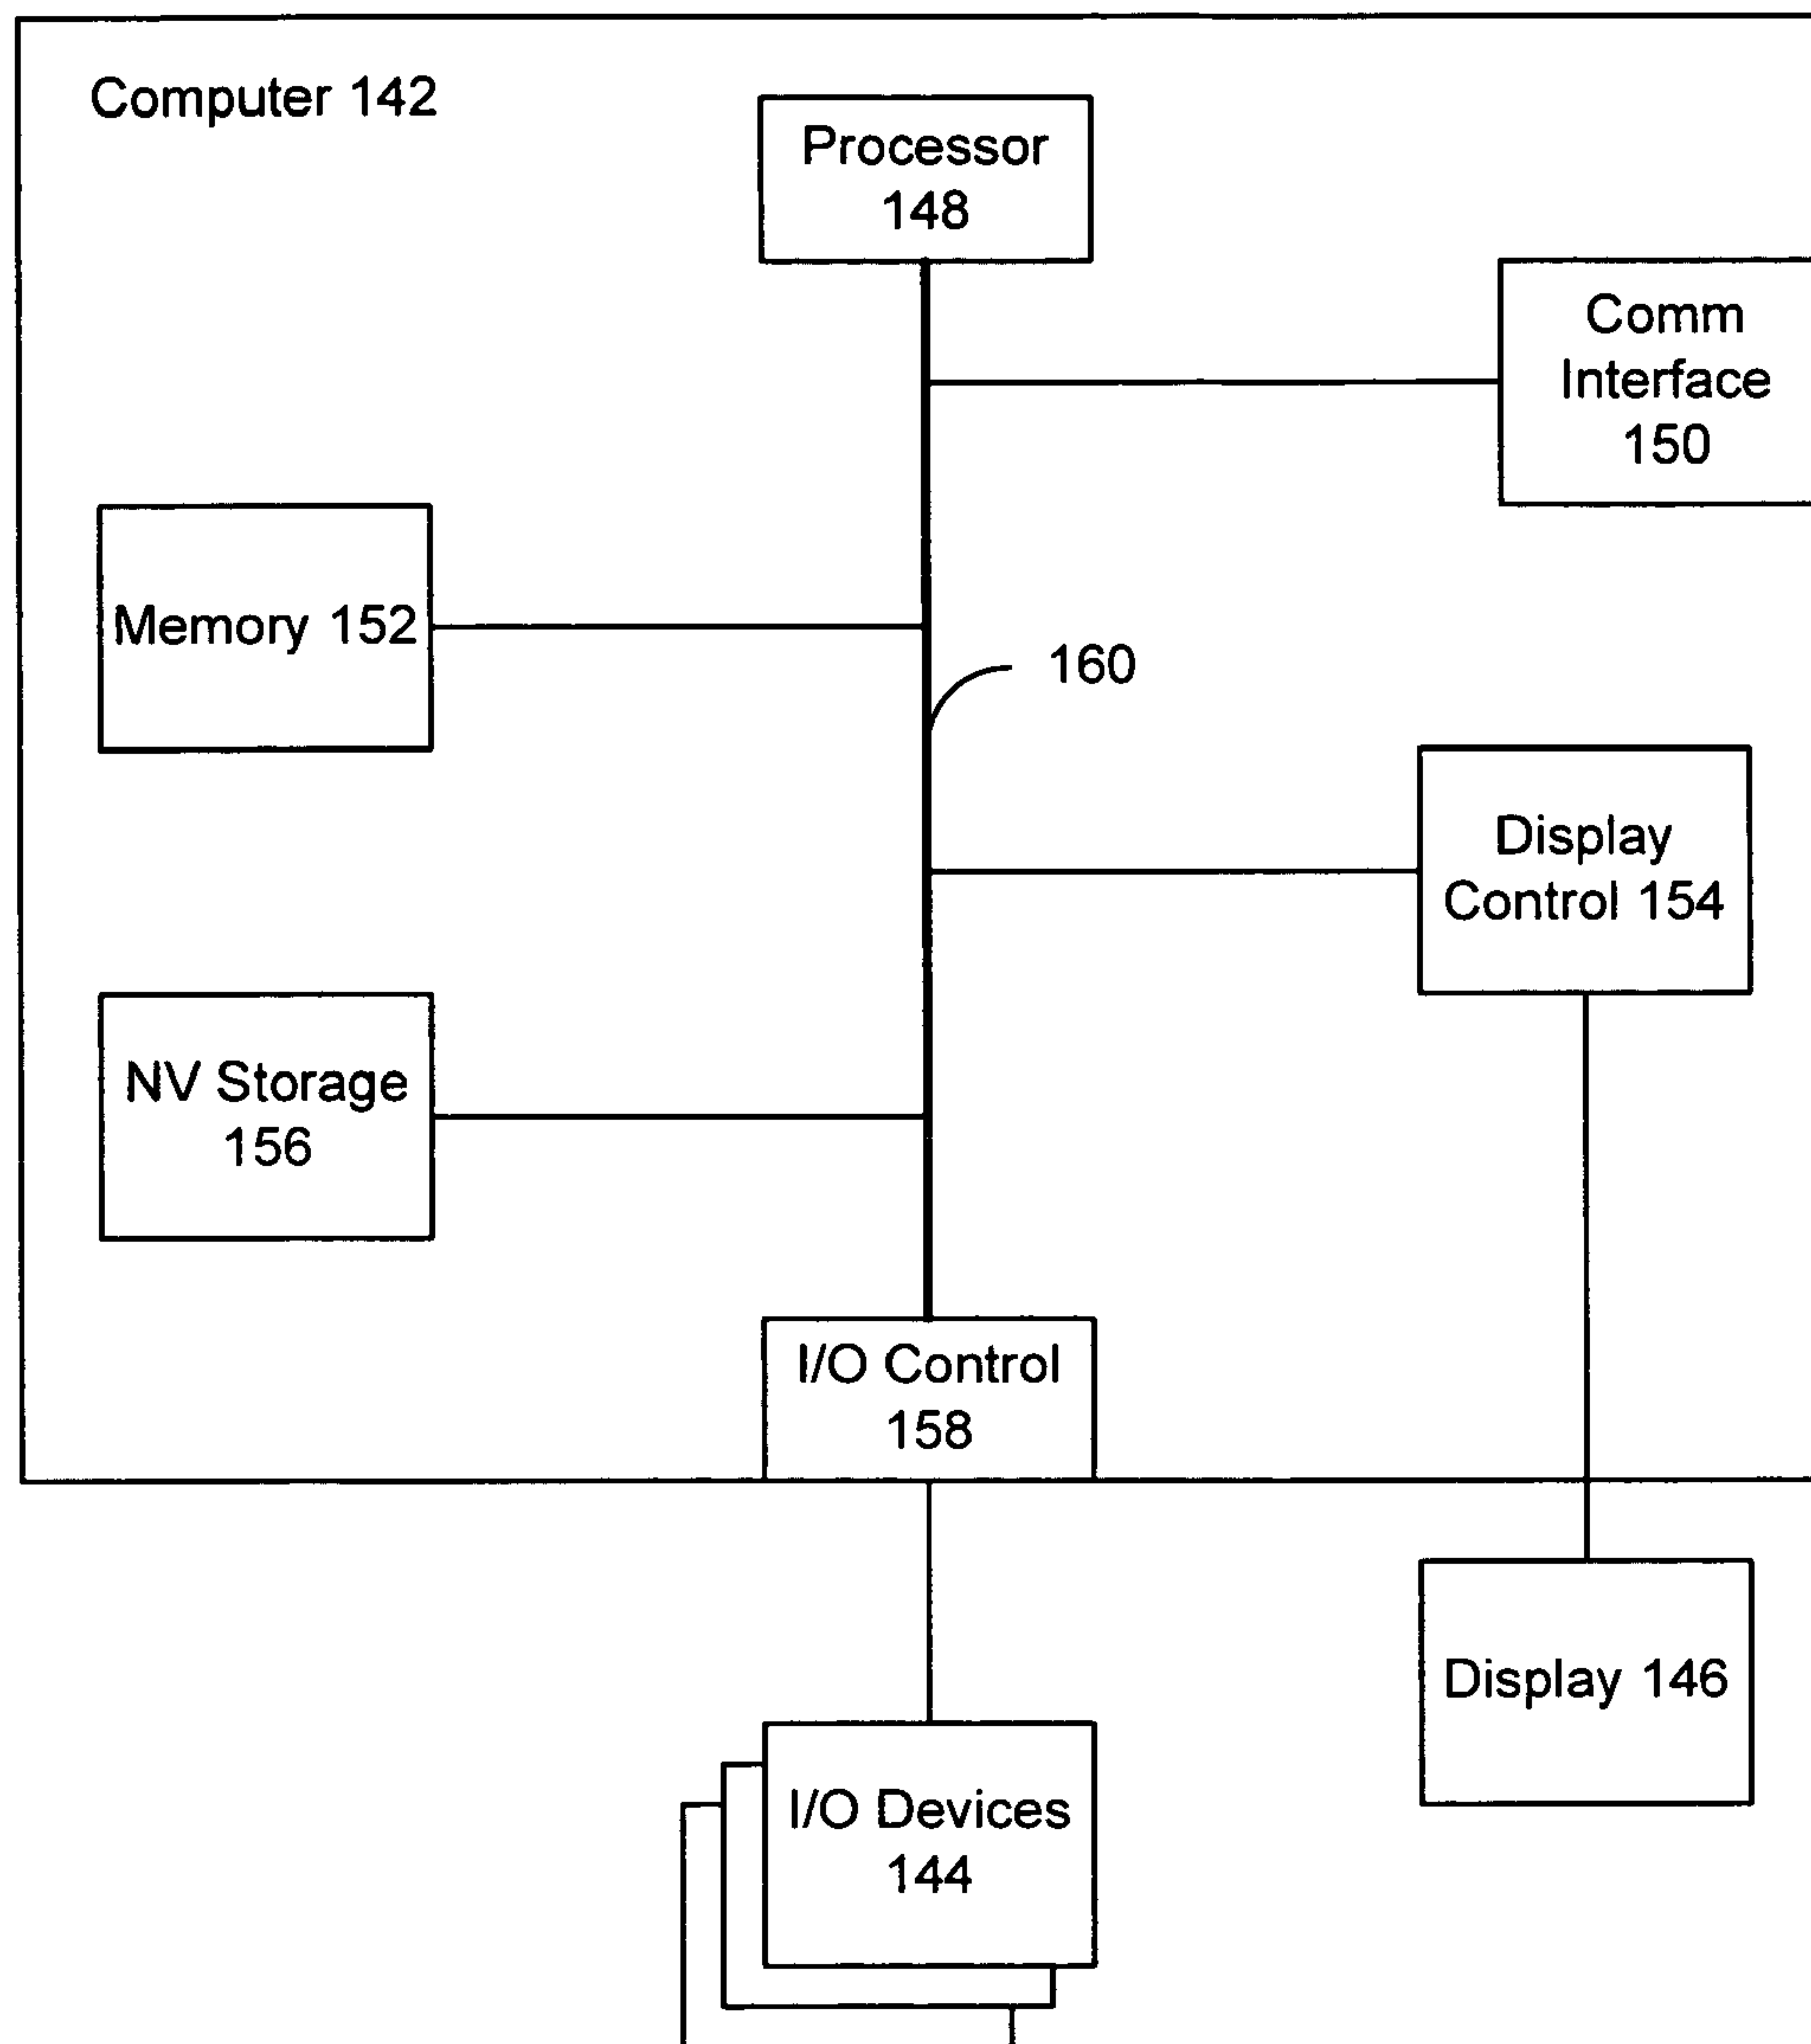 Computer 142
Processor
148
Comm
Interface
150
Memory 152
160
Display
Control 154
NV Storage
156
I/O Control
158
Display 146
I/O Devices
144